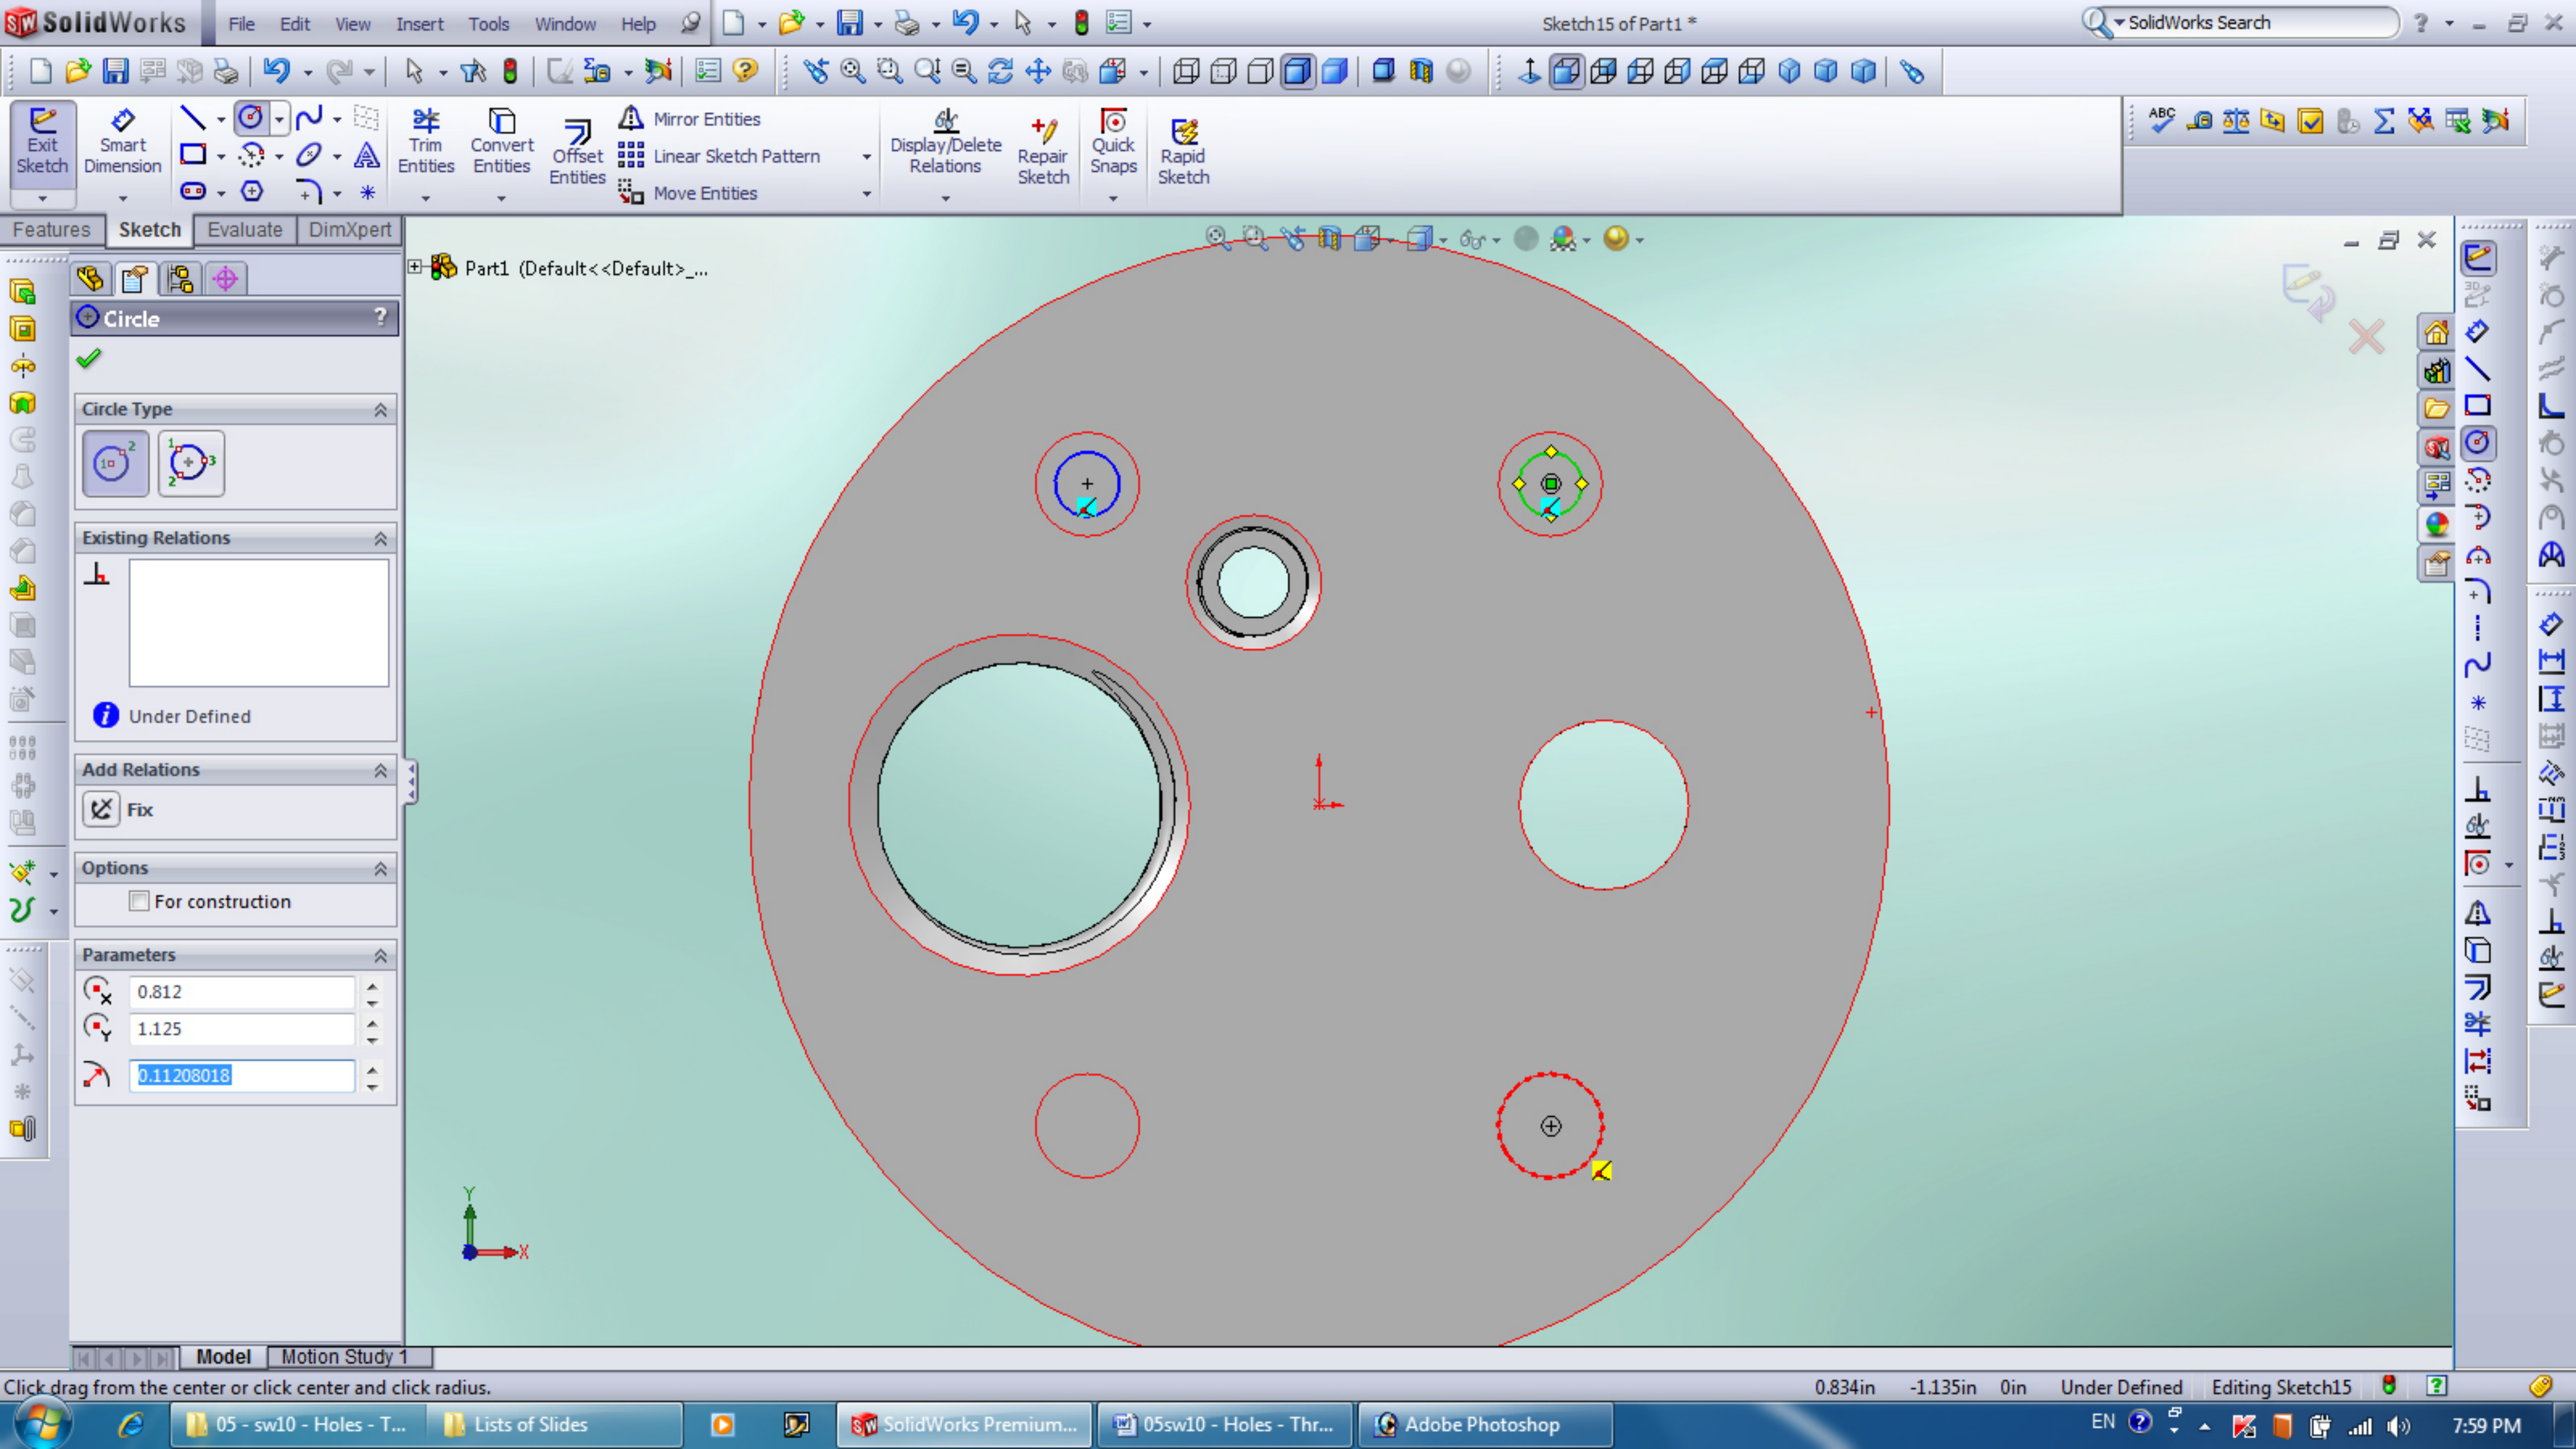 SolidWorks File Edit View Insert Tools Window Help Sketch15 of Part1 * SolidWorks Search ?
Exit Sketch
Smart Dimension
Trim Entities
Convert Entities
Offset Entities
Mirror Entities
Linear Sketch Pattern
Move Entities
Display/Delete Relations
Repair Sketch
Quick Snaps
Rapid Sketch
ABC
Features Sketch Evaluate DimXpert
Part1 (Default<<Default>_...
Circle ?
Circle Type
Existing Relations
Under Defined
Add Relations
Fix
Options
For construction
Parameters
0.812
1.125
0.11208018
Y
X
Model Motion Study 1
Click drag from the center or click center and click radius. 0.834in -1.135in 0in Under Defined Editing Sketch15
05 - sw10 - Holes - T... Lists of Slides SolidWorks Premium... 05sw10 - Holes - Thr... Adobe Photoshop EN 7:59 PM